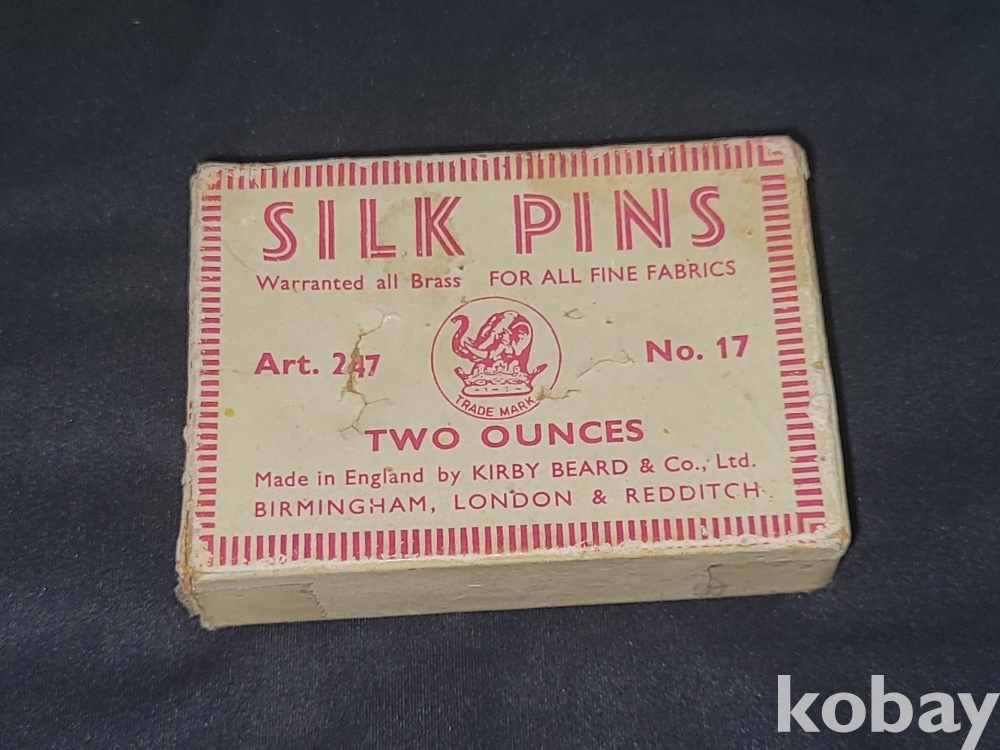 SILK PINS
Warranted all Brass FOR ALL FINE FABRICS
Art. 247 No. 17
TRADE MARK
TWO OUNCES
Made in England by KIRBY BEARD & Co., Ltd.
BIRMINGHAM, LONDON & REDDITCH
kobay